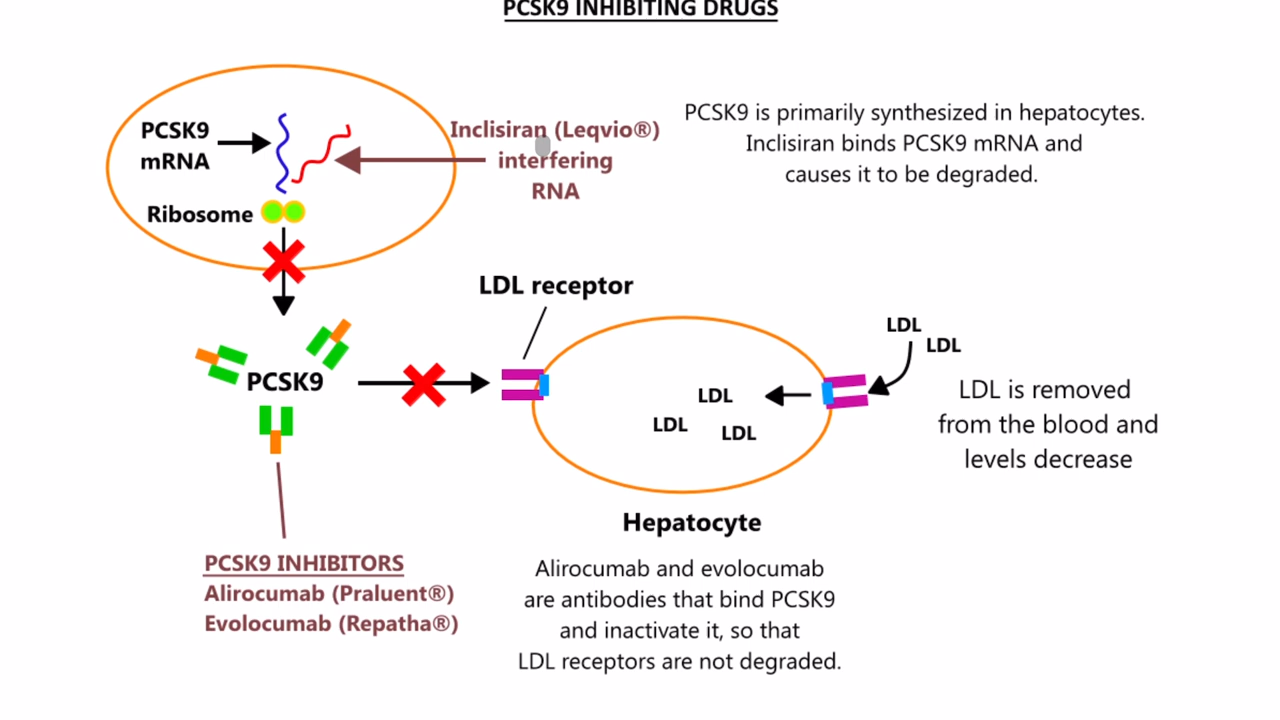 PCSK9 INHIBITING DRUGS
PCSK9
mRNA
Ribosome
Inclisiran (Leqvio®)
interfering
RNA
PCSK9 is primarily synthesized in hepatocytes.
Inclisiran binds PCSK9 mRNA and
causes it to be degraded.
LDL receptor
PCSK9
LDL
LDL
LDL
LDL
LDL
LDL is removed
from the blood and
levels decrease
Hepatocyte
PCSK9 INHIBITORS
Alirocumab (Praluent®)
Evolocumab (Repatha®)
Alirocumab and evolocumab
are antibodies that bind PCSK9
and inactivate it, so that
LDL receptors are not degraded.